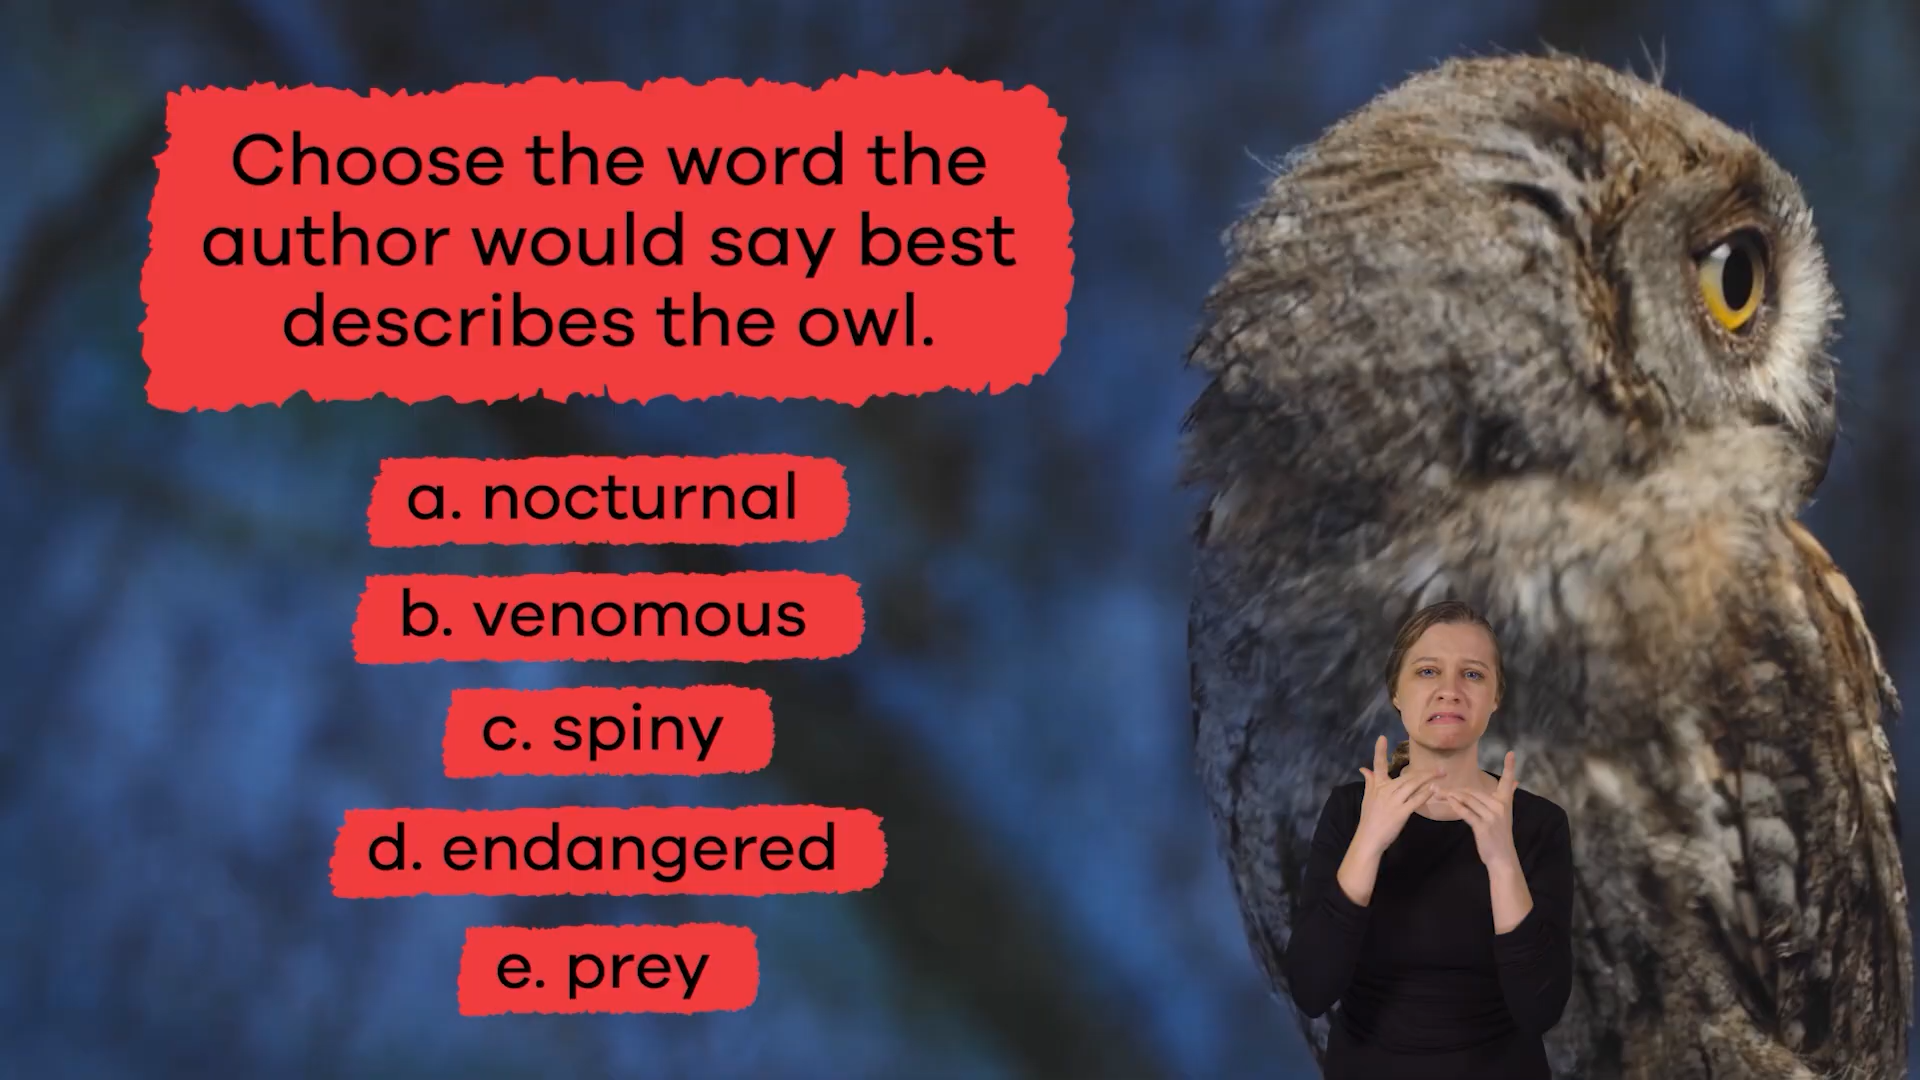 Choose the word the
author would say best
describes the owl.
a. nocturnal
b. venomous
c. spiny
d. endangered
e. prey